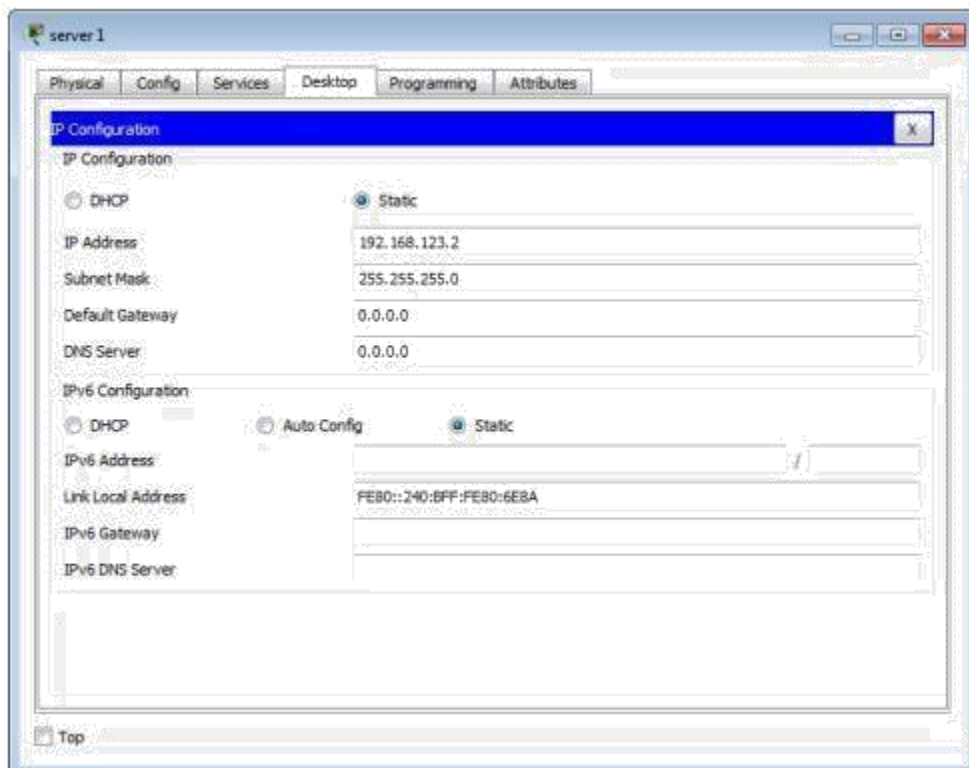 server 1
Physical Config Services Desktop Programming Attributes
IP Configuration X
IP Configuration
DHCP Static
IP Address 192.168.123.2
Subnet Mask 255.255.255.0
Default Gateway 0.0.0.0
DNS Server 0.0.0.0
IPv6 Configuration
DHCP Auto Config Static
IPv6 Address /
Link Local Address FE80::240:BFF:FE80:6E8A
IPv6 Gateway
IPv6 DNS Server
Top